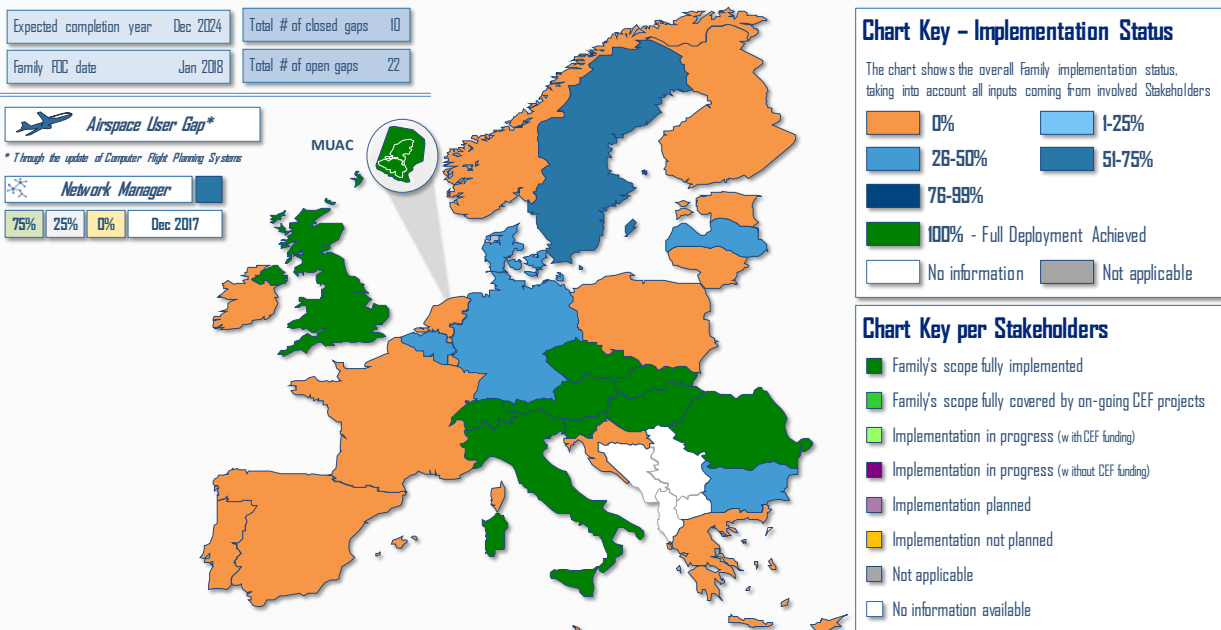 Expected completion year Dec 2024
Total # of closed gaps 10
Family FOC date Jan 2018
Total # of open gaps 22
Airspace User Gap*
* Through the update of Computer Flight Planning Systems
Network Manager
75% 25% 0% Dec 2017
MUAC
Chart Key – Implementation Status
The chart shows the overall Family implementation status,
taking into account all inputs coming from involved Stakeholders
0% 1-25%
26-50% 51-75%
76-99%
100% - Full Deployment Achieved
No information Not applicable
Chart Key per Stakeholders
Family's scope fully implemented
Family's scope fully covered by on-going CEF projects
Implementation in progress (with CEF funding)
Implementation in progress (without CEF funding)
Implementation planned
Implementation not planned
Not applicable
No information available